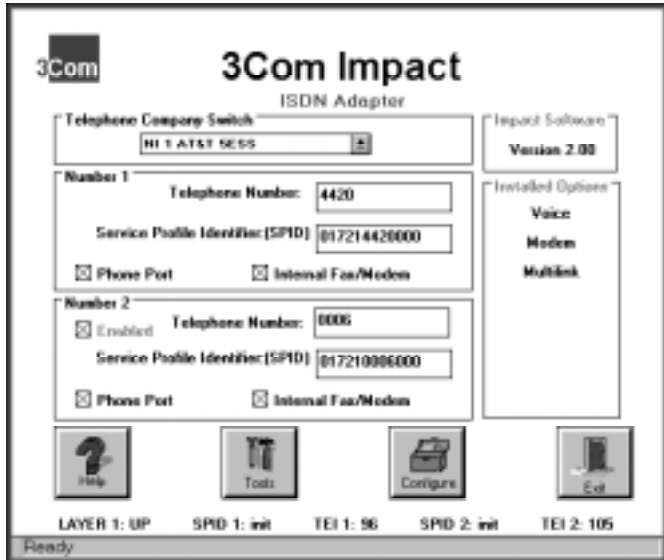 3Com
3Com Impact
ISDN Adapter
Telephone Company Switch
NI 1 AT&T 5ESS
Impact Software
Version 2.00
Number 1
Telephone Number: 4420
Service Profile Identifier:(SPID) 017214420000
Phone Port Internal Fax/Modem
Installed Options
Voice
Modem
Multilink
Number 2
Enabled Telephone Number: 0006
Service Profile Identifier:(SPID) 017210006000
Phone Port Internal Fax/Modem
Help Tools Configure Exit
LAYER 1: UP SPID 1: init TEI 1: 96 SPID 2: init TEI 2: 105
Ready